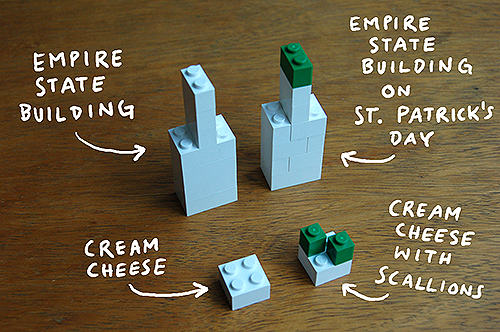 EMPIRE
STATE
BUILDING
EMPIRE
STATE
BUILDING
ON
ST. PATRICK'S
DAY
CREAM
CHEESE
CREAM
CHEESE
WITH
SCALLIONS